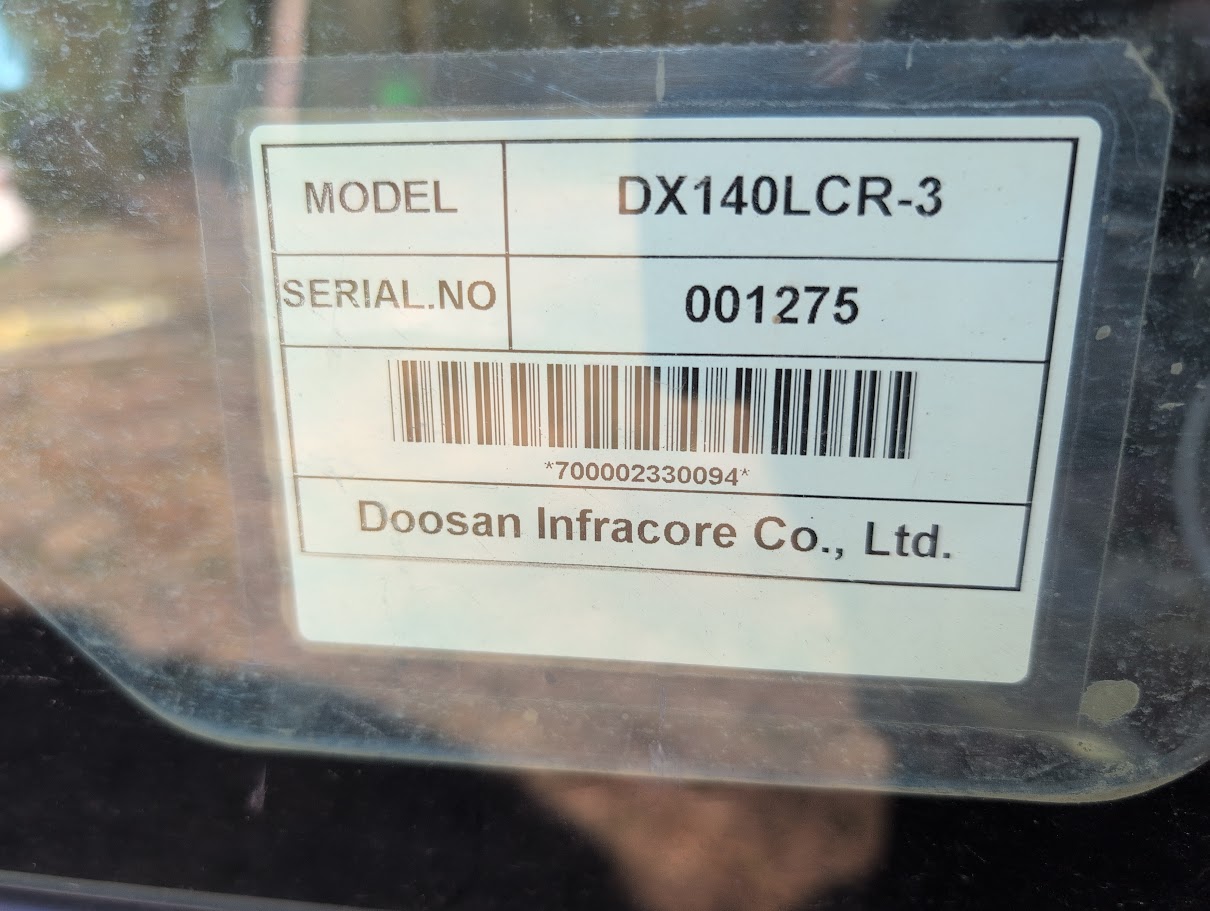 MODEL DX140LCR-3
SERIAL.NO 001275
*700002330094*
Doosan Infracore Co., Ltd.